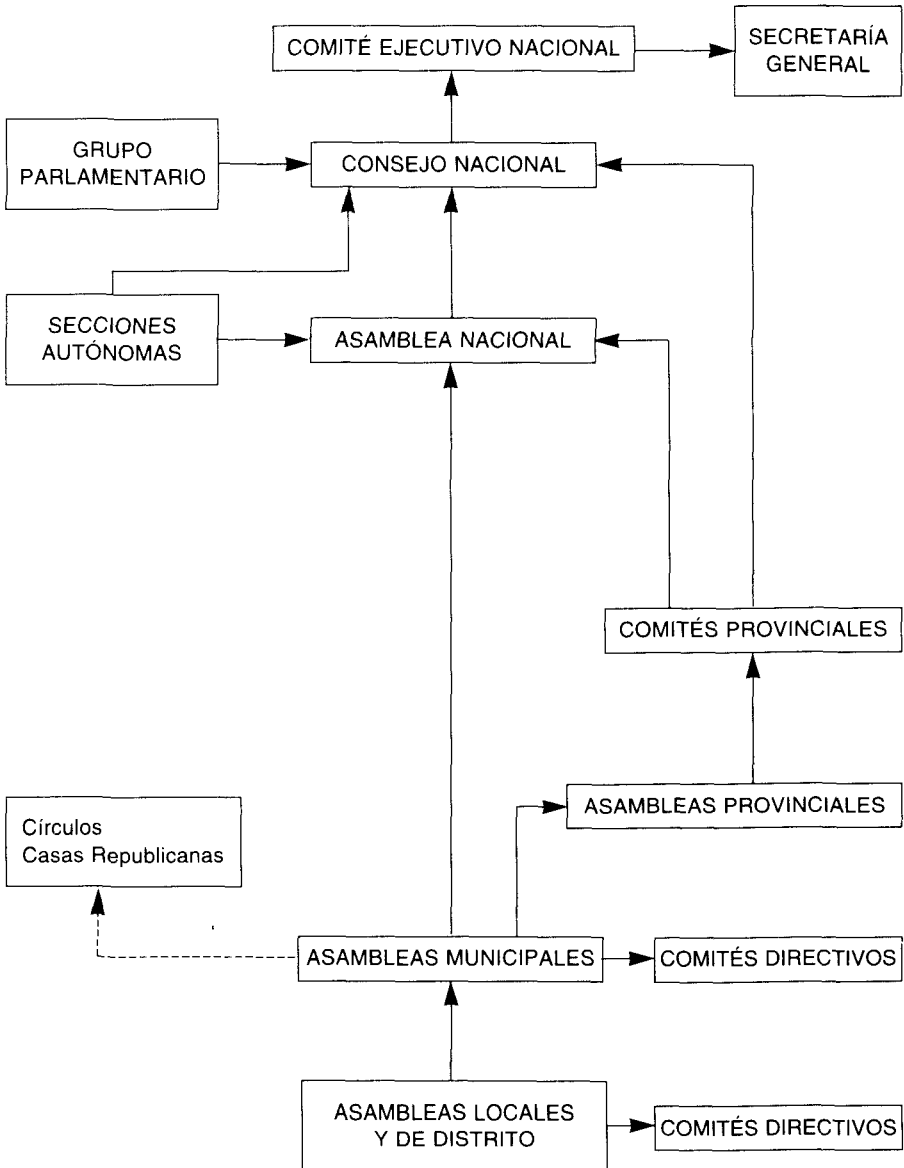 COMITÉ EJECUTIVO NACIONAL
SECRETARÍA
GENERAL
GRUPO
PARLAMENTARIO
CONSEJO NACIONAL
SECCIONES
AUTÓNOMAS
ASAMBLEA NACIONAL
COMITÉS PROVINCIALES
ASAMBLEAS PROVINCIALES
Círculos
Casas Republicanas
ASAMBLEAS MUNICIPALES
COMITÉS DIRECTIVOS
ASAMBLEAS LOCALES
Y DE DISTRITO
COMITÉS DIRECTIVOS